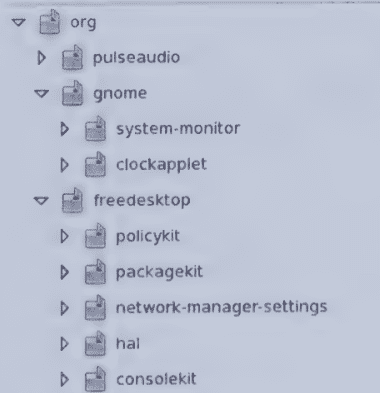 org
pulseaudio
gnome
system-monitor
clockapplet
freedesktop
policykit
packagekit
network-manager-settings
hal
consolekit